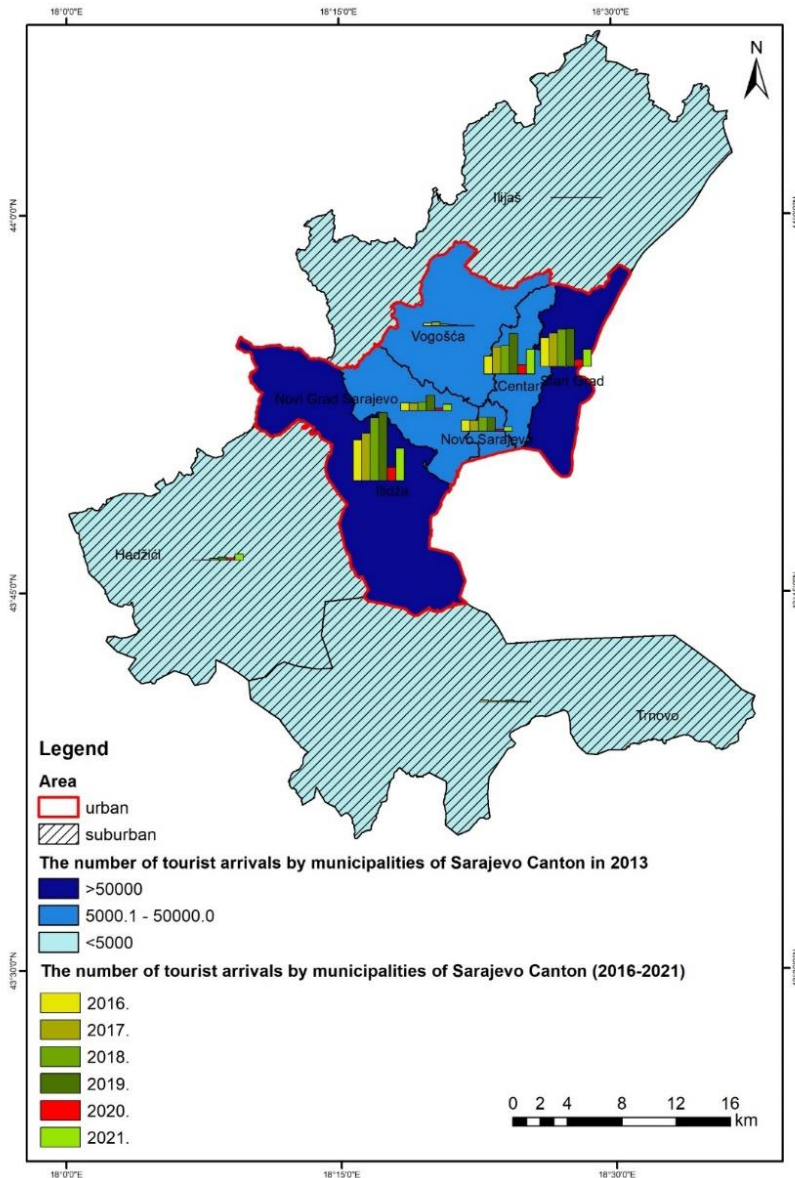 18°0'0"E 18°15'0"E 18°30'0"E
N
Ilijaš
44°0'0"N
Vogošća
Centar Stari Grad
Novi Grad Sarajevo
Novo Sarajevo
Ilidža
Hadžići
43°45'0"N
Trnovo
Legend
Area
urban
suburban
The number of tourist arrivals by municipalities of Sarajevo Canton in 2013
>50000
5000.1 - 50000.0
<5000
43°30'0"N
The number of tourist arrivals by municipalities of Sarajevo Canton (2016-2021)
2016.
2017.
2018.
2019.
2020.
2021.
0 2 4 8 12 16
km
18°0'0"E 18°15'0"E 18°30'0"E